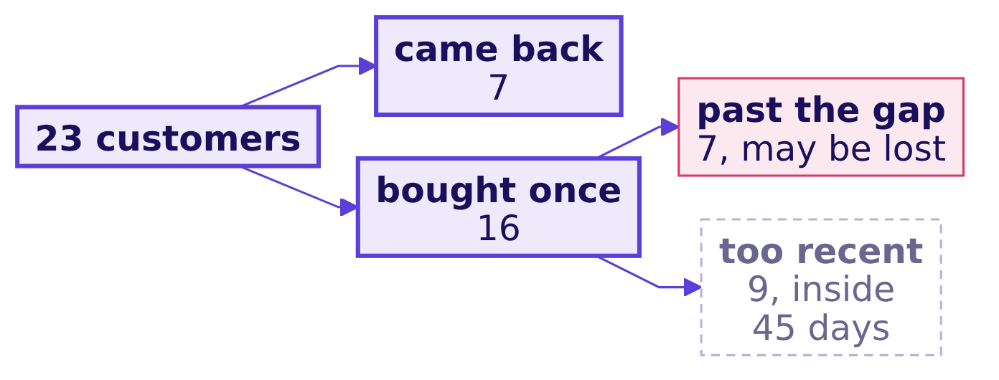 23 customers
came back
7
bought once
16
past the gap
7, may be lost
too recent
9, inside
45 days